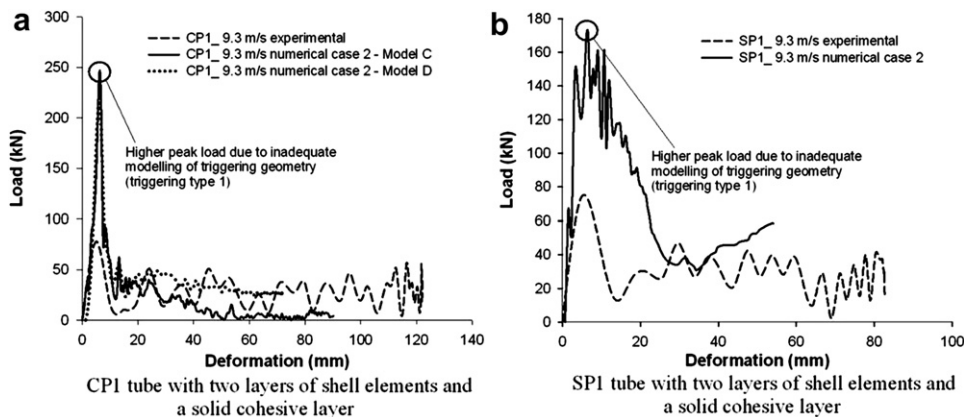 a
CP1_ 9.3 m/s experimental
CP1_ 9.3 m/s numerical case 2 - Model C
CP1_ 9.3 m/s numerical case 2 - Model D
Higher peak load due to inadequate
modelling of triggering geometry
(triggering type 1)
Load (kN)
300
250
200
150
100
50
0
0 20 40 60 80 100 120 140
Deformation (mm)
CP1 tube with two layers of shell elements and
a solid cohesive layer
b
SP1_ 9.3 m/s experimental
SP1_ 9.3 m/s numerical case 2
Higher peak load due to inadequate
modelling of triggering geometry
(triggering type 1)
Load (kN)
180
160
140
120
100
80
60
40
20
0
0 20 40 60 80 100
Deformation (mm)
SP1 tube with two layers of shell elements and
a solid cohesive layer